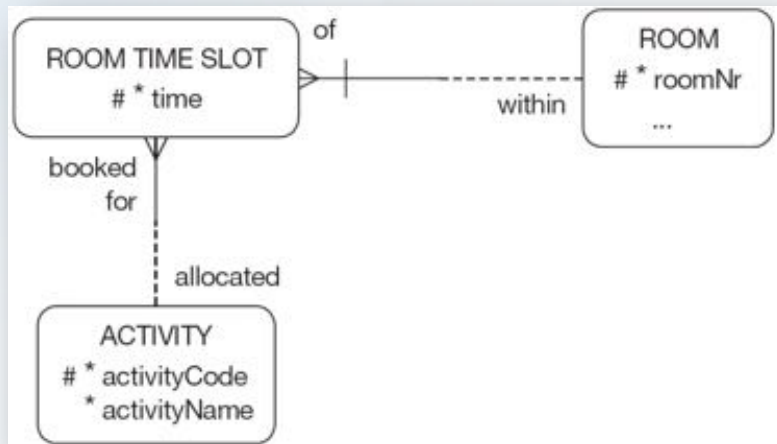 of
ROOM TIME SLOT
# * time
ROOM
# * roomNr
...
within
booked
for
allocated
ACTIVITY
# * activityCode
* activityName